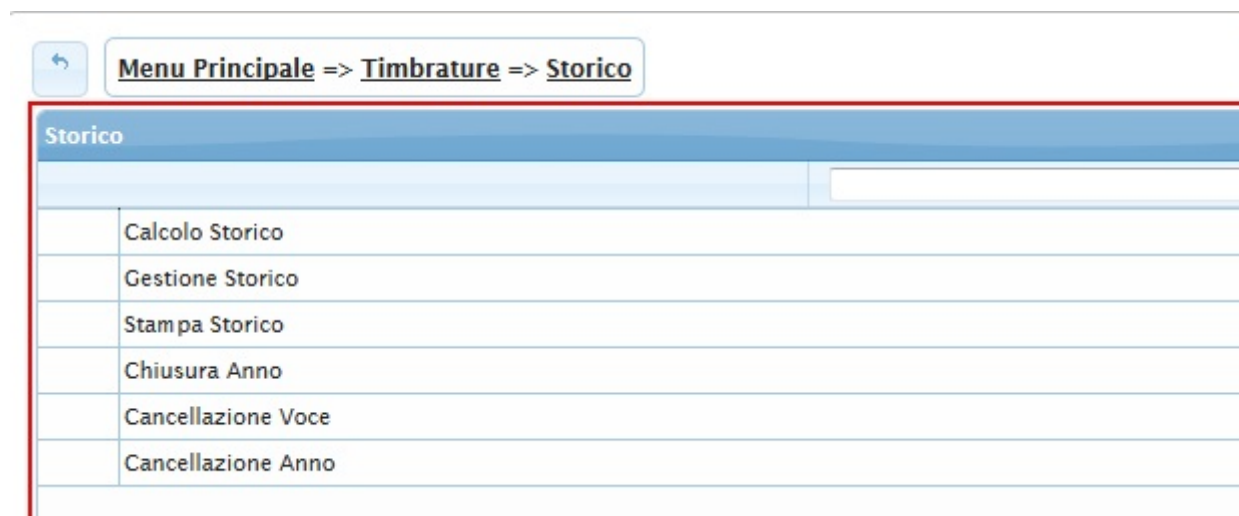 Menu Principale => Timbrature => Storico
Storico
Calcolo Storico
Gestione Storico
Stampa Storico
Chiusura Anno
Cancellazione Voce
Cancellazione Anno